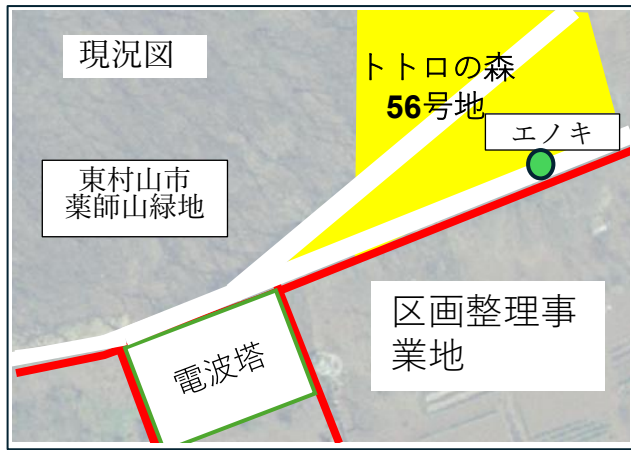 現況図
トトロの森
56号地
エノキ
東村山市
薬師山緑地
区画整理事
業地
電波塔